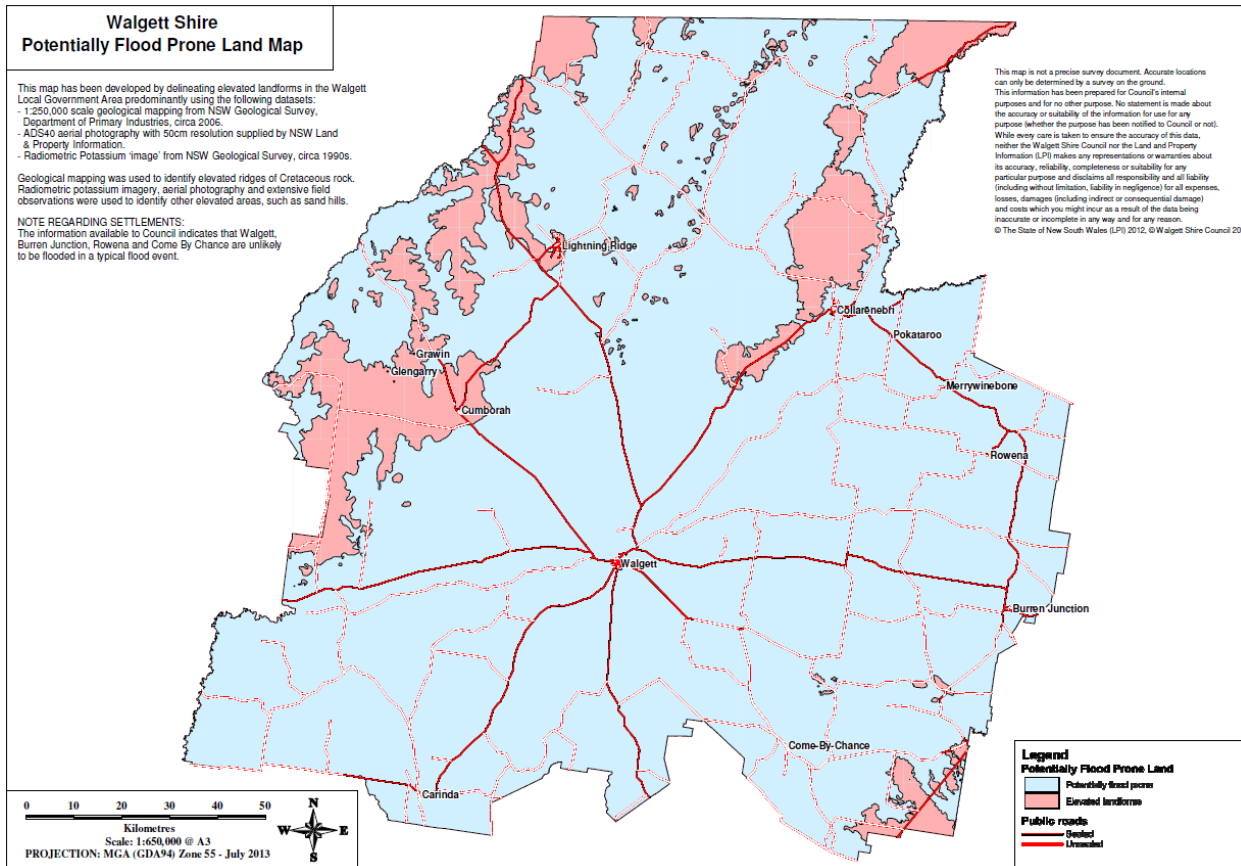 Walgett Shire
Potentially Flood Prone Land Map
This map has been developed by delineating elevated landforms in the Walgett
Local Government Area predominantly using the following datasets:
- 1:250,000 scale geological mapping from NSW Geological Survey,
Department of Primary Industries, circa 2006.
- ADS40 aerial photography with 50cm resolution supplied by NSW Land
& Property Information.
- Radiometric Potassium 'image' from NSW Geological Survey, circa 1990s.
Geological mapping was used to identify elevated ridges of Cretaceous rock.
Radiometric potassium imagery, aerial photography and extensive field
observations were used to identify other elevated areas, such as sand hills.
NOTE REGARDING SETTLEMENTS:
The information available to Council indicates that Walgett,
Burren Junction, Rowena and Come By Chance are unlikely
to be flooded in a typical flood event.
This map is not a precise survey document. Accurate locations
can only be determined by a survey on the ground.
This information has been prepared for Council's internal
purposes and for no other purpose. No statement is made about
the accuracy or suitability of the information for use for any
purpose (whether the purpose has been notified to Council or not).
While every care is taken to ensure the accuracy of this data,
neither the Walgett Shire Council nor the Land and Property
Information (LPI) makes any representations or warranties about
its accuracy, reliability, completeness or suitability for any
particular purpose and disclaims all responsibility and all liability
(including without limitation, liability in negligence) for all expenses,
losses, damages (including indirect or consequential damage)
and costs which you might incur as a result of the data being
inaccurate or incomplete in any way and for any reason.
© The State of New South Wales (LPI) 2012, © Walgett Shire Council 20
Lightning Ridge
Collarenebri
Pokataroo
Grawin
Glengarry
Merrywinebone
Cumborah
Rowena
Walgett
Burren Junction
Come-By-Chance
Carinda
0 10 20 30 40 50
Kilometres
Scale: 1:650,000 @ A3
PROJECTION: MGA (GDA94) Zone 55 - July 2013
N
W E
S
Legend
Potentially Flood Prone Land
Potentially flood prone
Elevated landforms
Public roads
Sealed
Unsealed